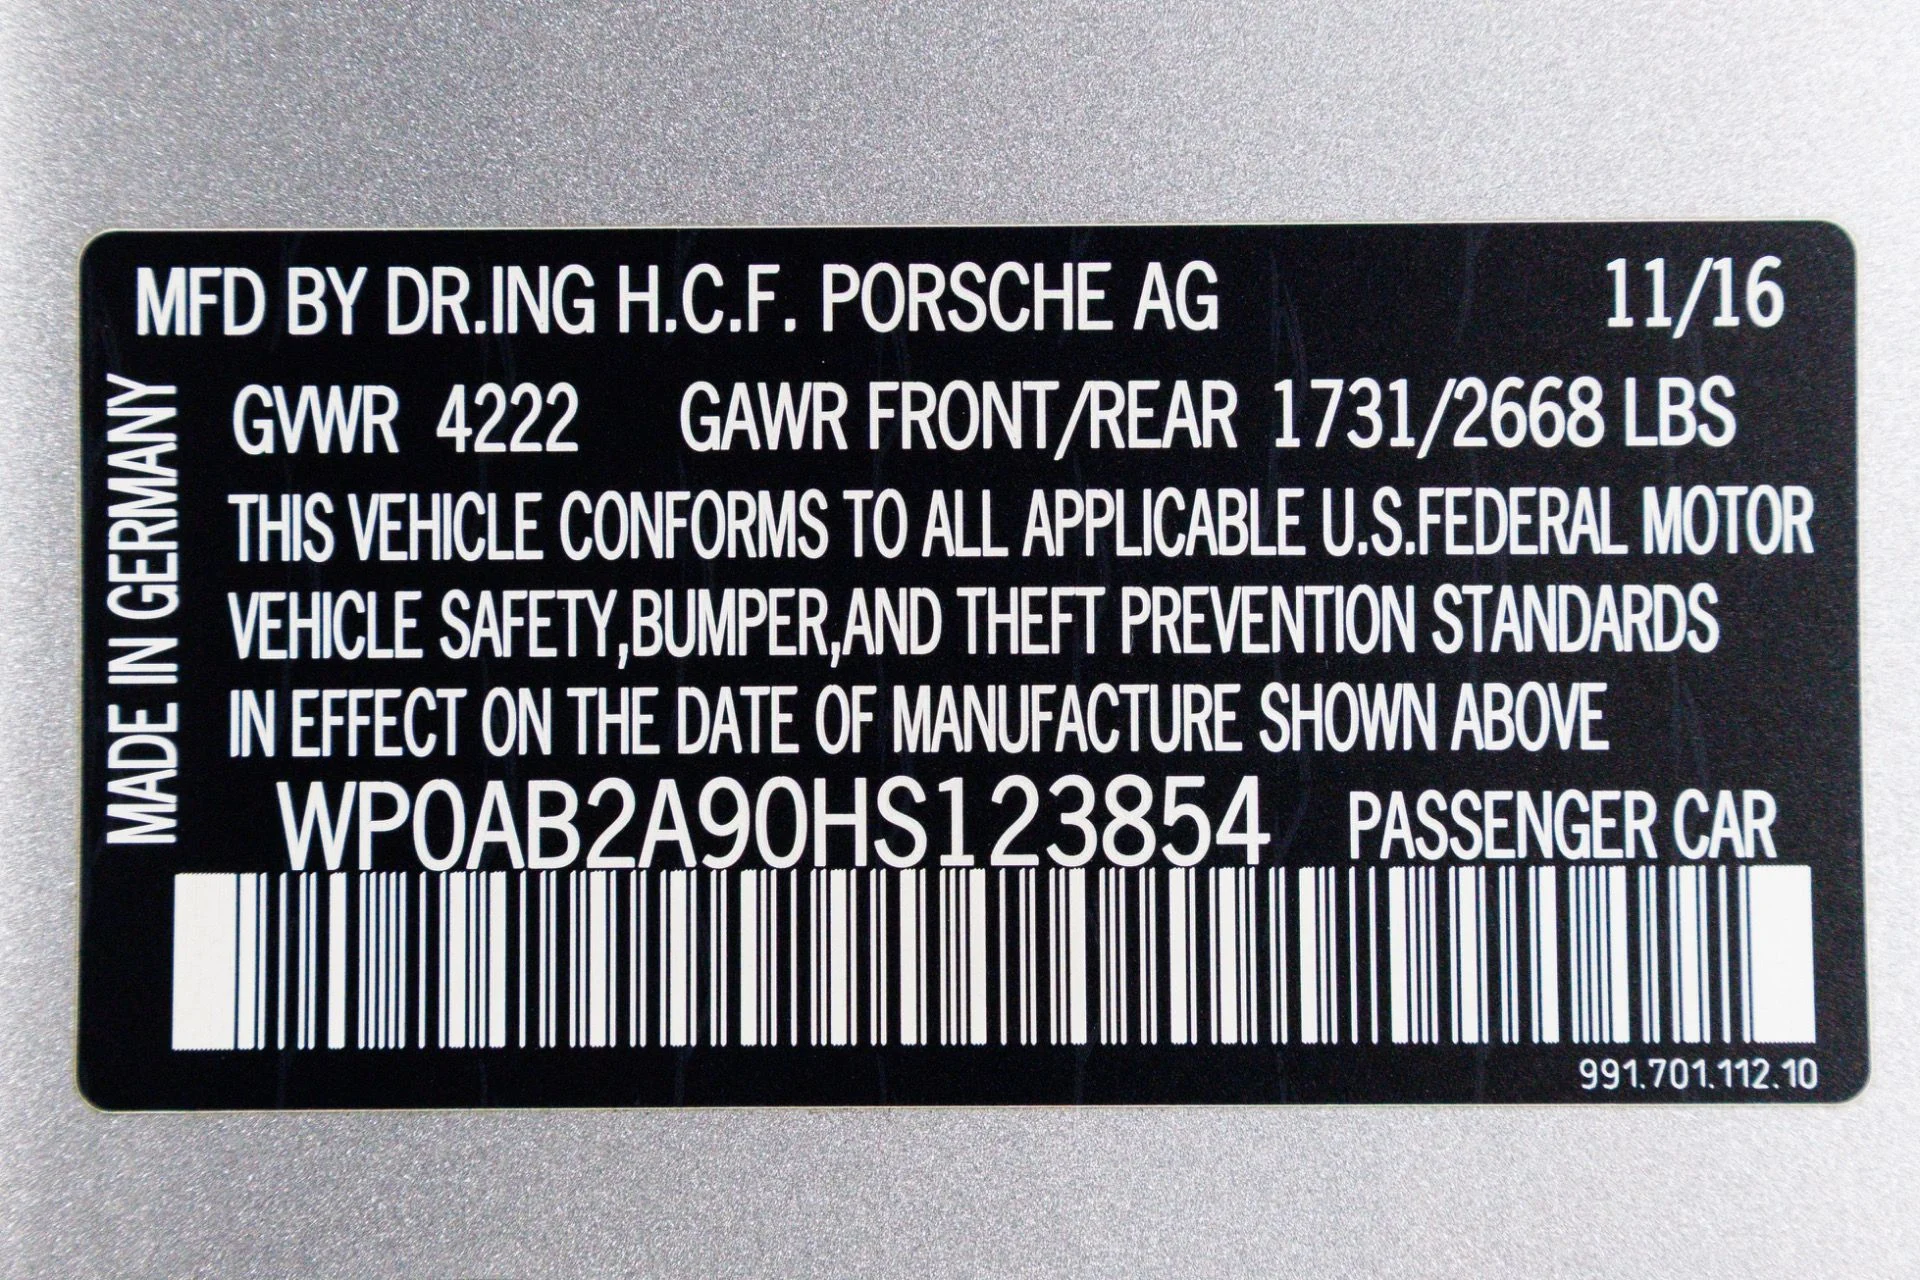 MFD BY DR.ING H.C.F. PORSCHE AG 11/16
GVWR 4222 GAWR FRONT/REAR 1731/2668 LBS
THIS VEHICLE CONFORMS TO ALL APPLICABLE U.S.FEDERAL MOTOR
VEHICLE SAFETY,BUMPER,AND THEFT PREVENTION STANDARDS
IN EFFECT ON THE DATE OF MANUFACTURE SHOWN ABOVE
WP0AB2A90HS123854 PASSENGER CAR
MADE IN GERMANY
991.701.112.10